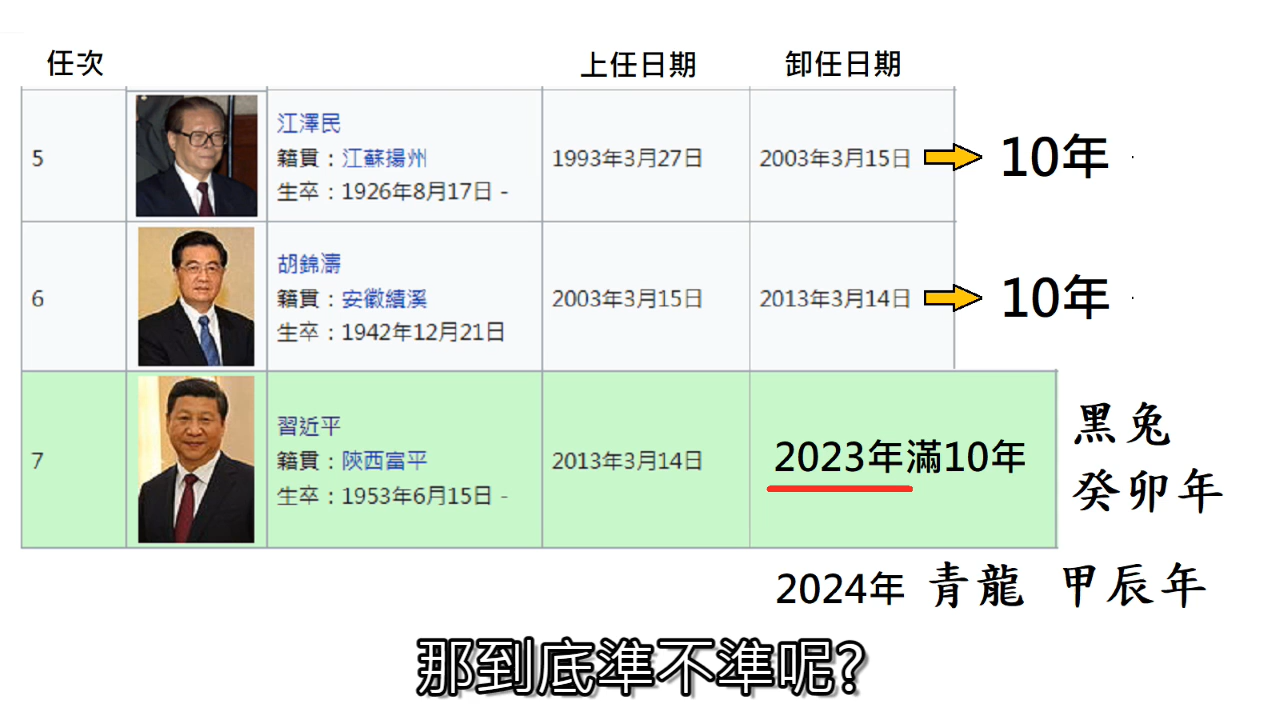 任次
上任日期
卸任日期
5
江澤民
籍貫：江蘇揚州
生卒：1926年8月17日 -
1993年3月27日
2003年3月15日
10年
6
胡錦濤
籍貫：安徽績溪
生卒：1942年12月21日
2003年3月15日
2013年3月14日
10年
7
習近平
籍貫：陝西富平
生卒：1953年6月15日 -
2013年3月14日
2023年滿10年
黑兔
癸卯年
2024年 青龍 甲辰年
那到底準不準呢?